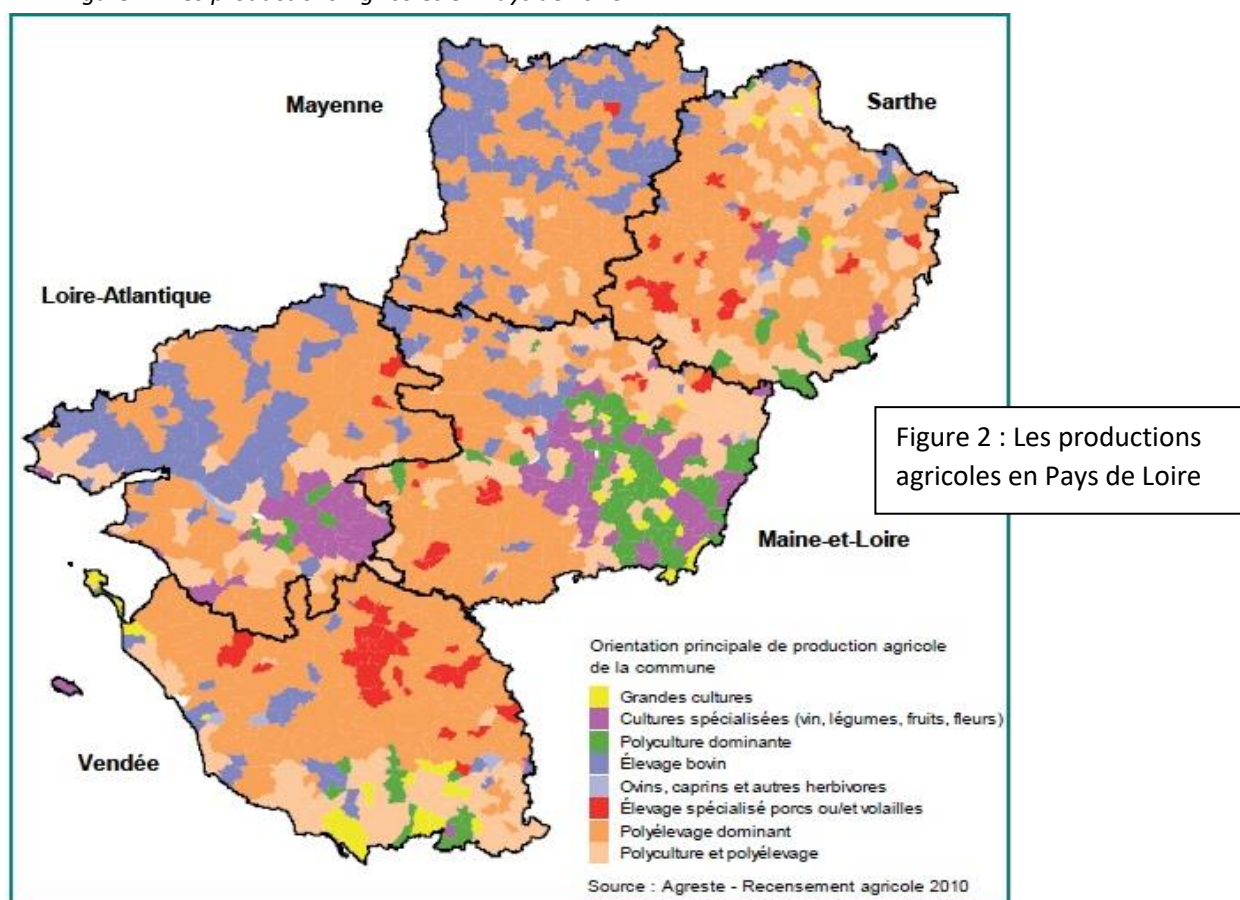 Mayenne
Sarthe
Loire-Atlantique
Figure 2 : Les productions
agricoles en Pays de Loire
Maine-et-Loire
Vendée
Orientation principale de production agricole
de la commune
Grandes cultures
Cultures spécialisées (vin, légumes, fruits, fleurs)
Polyculture dominante
Élevage bovin
Ovins, caprins et autres herbivores
Élevage spécialisé porcs ou/et volailles
Polyélevage dominant
Polyculture et polyélevage
Source : Agreste - Recensement agricole 2010